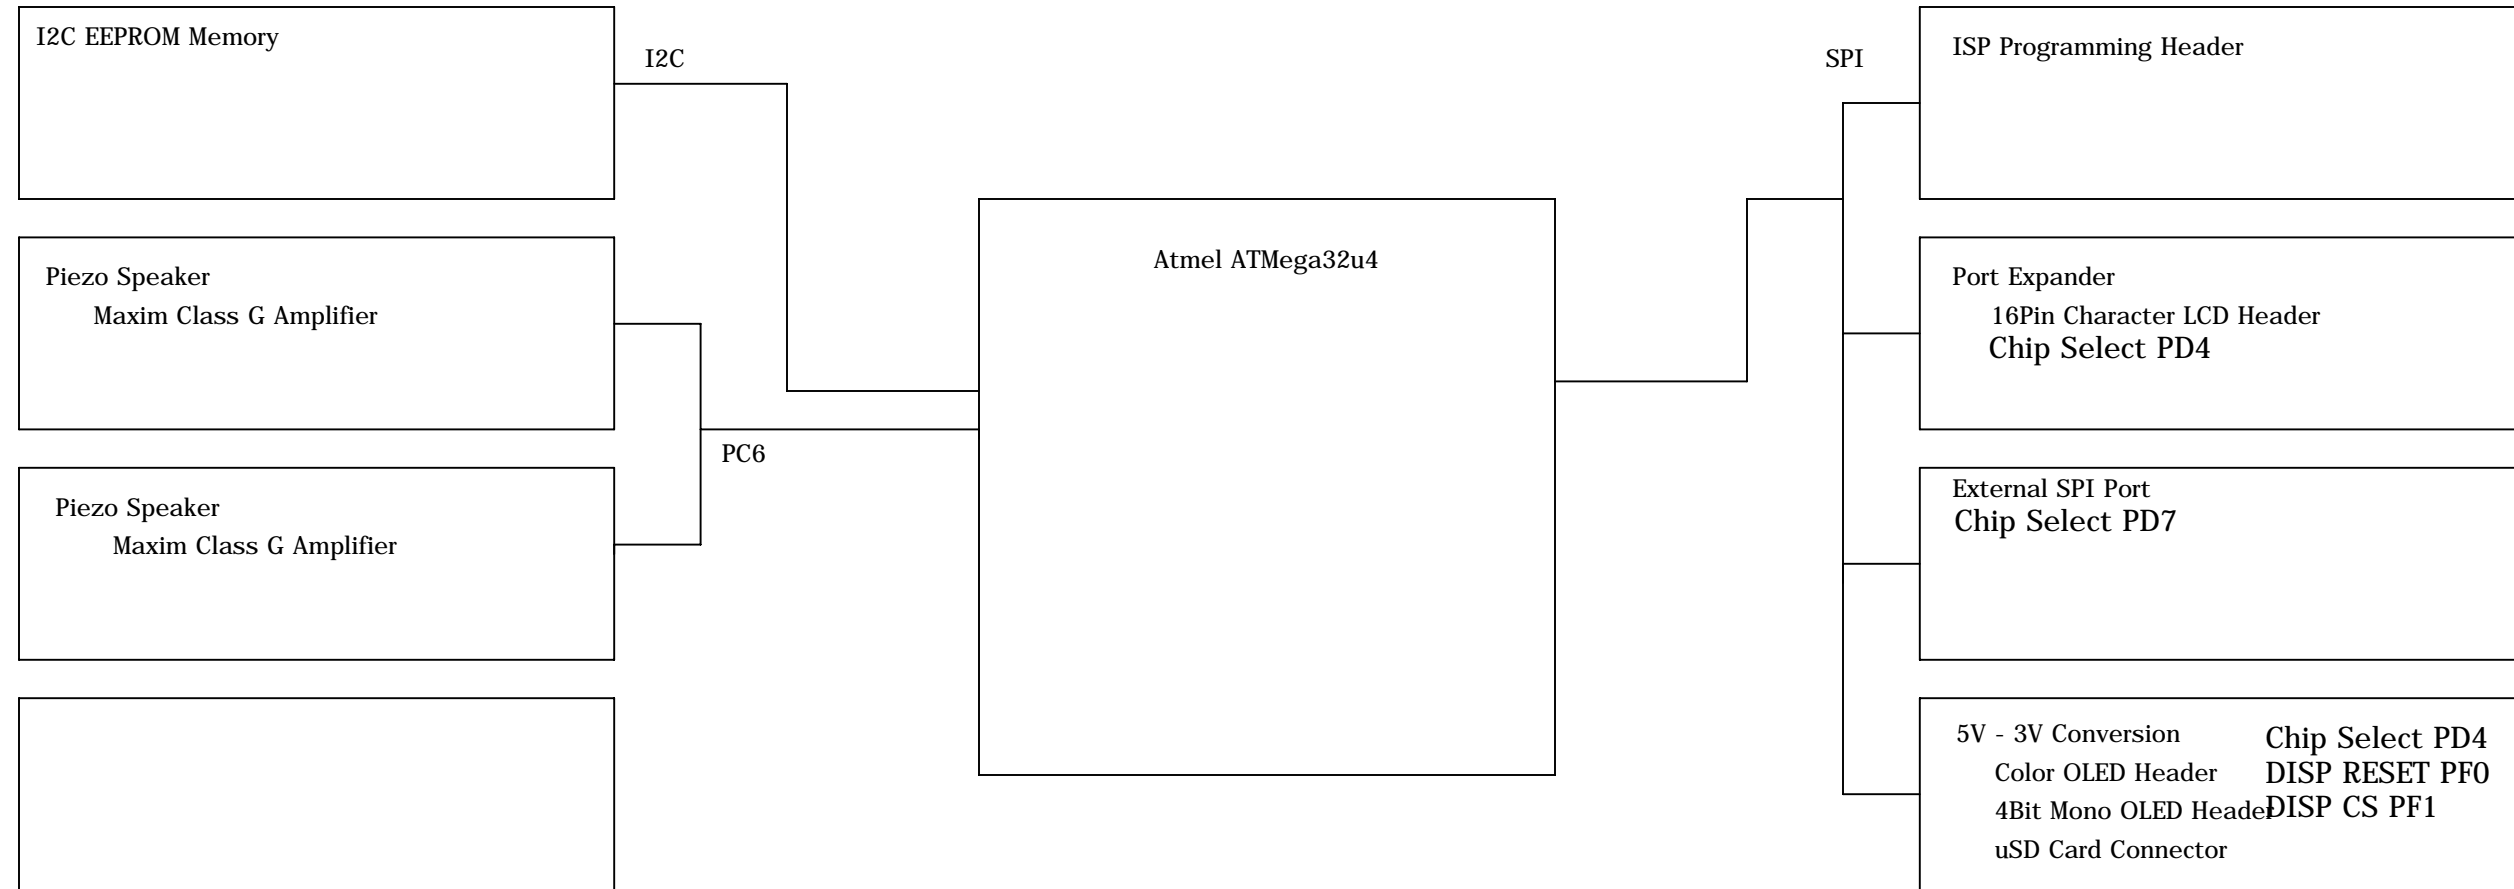 I2C EEPROM Memory
I2C
Piezo Speaker
Maxim Class G Amplifier
PC6
Piezo Speaker
Maxim Class G Amplifier
Atmel ATMega32u4
SPI
ISP Programming Header
Port Expander
16Pin Character LCD Header
Chip Select PD4
External SPI Port
Chip Select PD7
5V - 3V Conversion
Color OLED Header
4Bit Mono OLED Header
uSD Card Connector
Chip Select PD4
DISP RESET PF0
DISP CS PF1